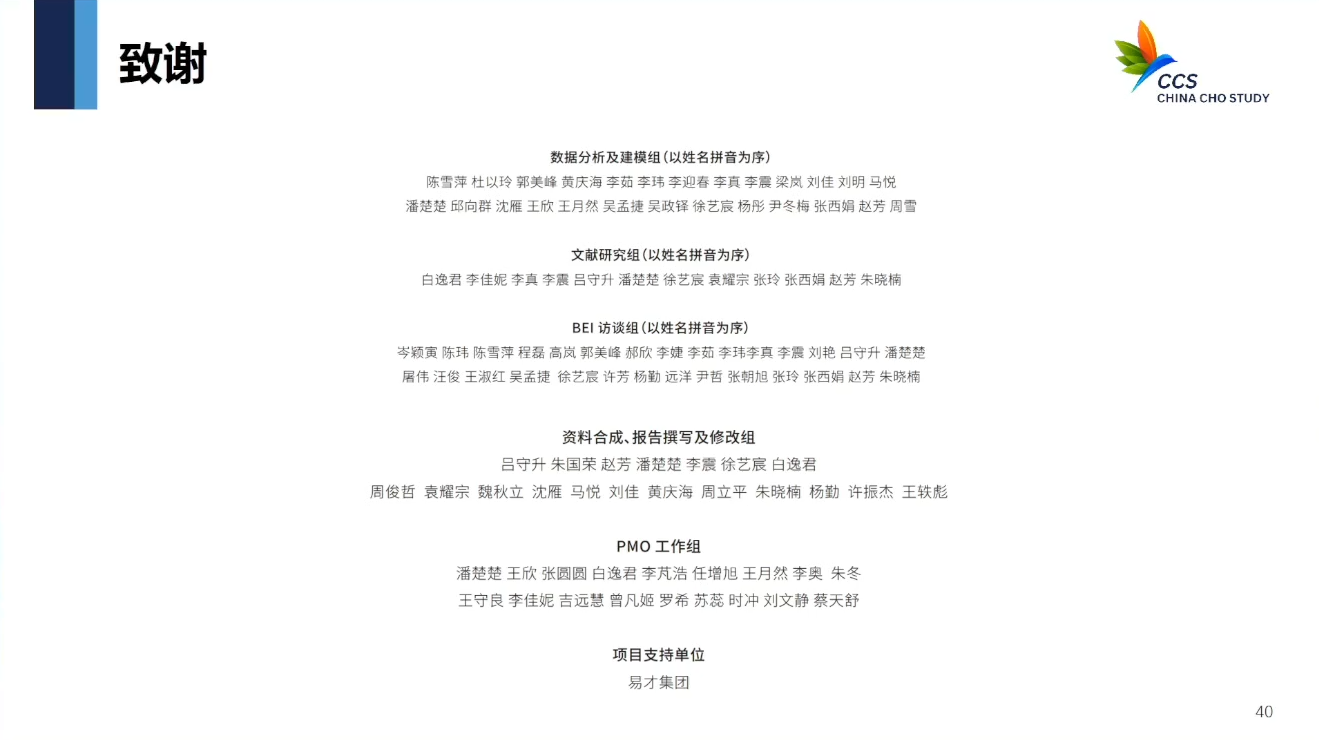 致谢
CCS
CHINA CHO STUDY
数据分析及建模组(以姓名拼音为序)
陈雪萍 杜以玲 郭美峰 黄庆海 李茹 李玮 李迎春 李真 李震 梁岚 刘佳 刘明 马悦
潘楚楚 邱向群 沈雁 王欣 王月然 吴孟捷 吴政铎 徐艺宸 杨彤 尹冬梅 张西娟 赵芳 周雪
文献研究组(以姓名拼音为序)
白逸君 李佳妮 李真 李震 吕守升 潘楚楚 徐艺宸 袁耀宗 张玲 张西娟 赵芳 朱晓楠
BEI 访谈组(以姓名拼音为序)
岑颖寅 陈玮 陈雪萍 程磊 高岚 郭美峰 郝欣 李婕 李茹 李玮李真 李震 刘艳 吕守升 潘楚楚
屠伟 汪俊 王淑红 吴孟捷 徐艺宸 许芳 杨勤 远洋 尹哲 张朝旭 张玲 张西娟 赵芳 朱晓楠
资料合成、报告撰写及修改组
吕守升 朱国荣 赵芳 潘楚楚 李震 徐艺宸 白逸君
周俊哲 袁耀宗 魏秋立 沈雁 马悦 刘佳 黄庆海 周立平 朱晓楠 杨勤 许振杰 王轶彪
PMO 工作组
潘楚楚 王欣 张圆圆 白逸君 李芃浩 任增旭 王月然 李奥 朱冬
王守良 李佳妮 吉远慧 曾凡姬 罗希 苏蕊 时冲 刘文静 蔡天舒
项目支持单位
易才集团
40